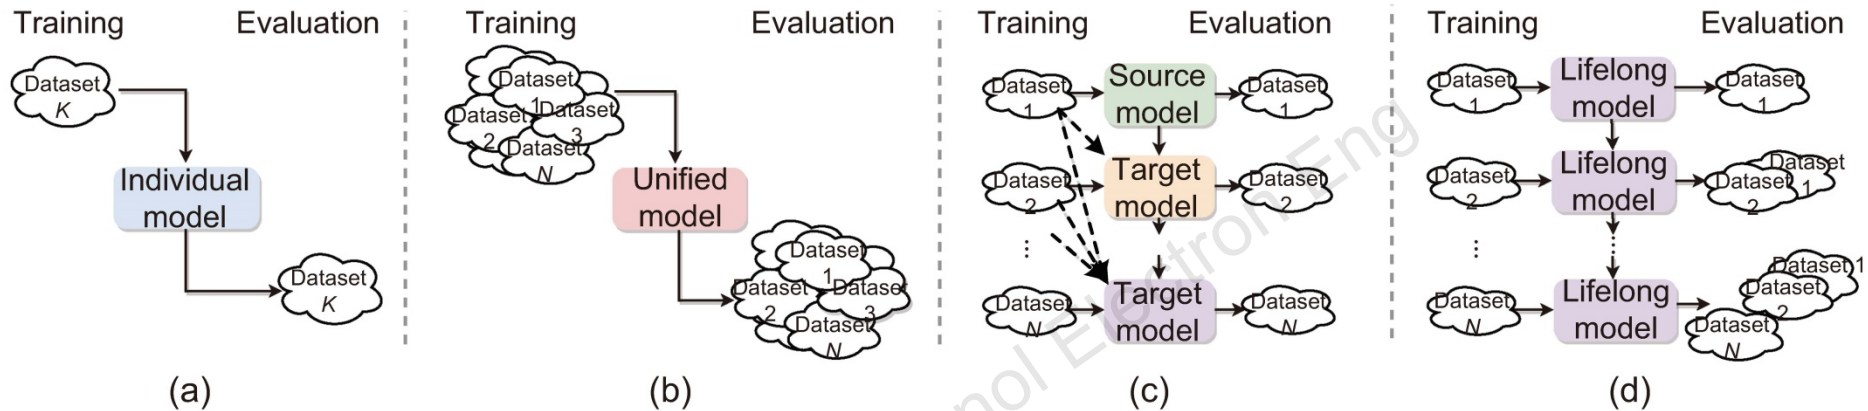 Training Evaluation
Dataset
K
Individual
model
Dataset
K
(a)
Training Evaluation
Dataset
1
Dataset
2
Dataset
3
Dataset
N
Unified
model
Dataset
1
Dataset
2
Dataset
3
Dataset
N
(b)
Training Evaluation
Dataset
1
Source
model
Dataset
1
Dataset
2
Target
model
Dataset
2
⋮
Dataset
N
Target
model
Dataset
N
(c)
Training Evaluation
Dataset
1
Lifelong
model
Dataset
1
Dataset
2
Lifelong
model
Dataset
1
Dataset
2
⋮
Dataset
N
Lifelong
model
Dataset 1
Dataset
2
Dataset
N
(d)
Electron Eng